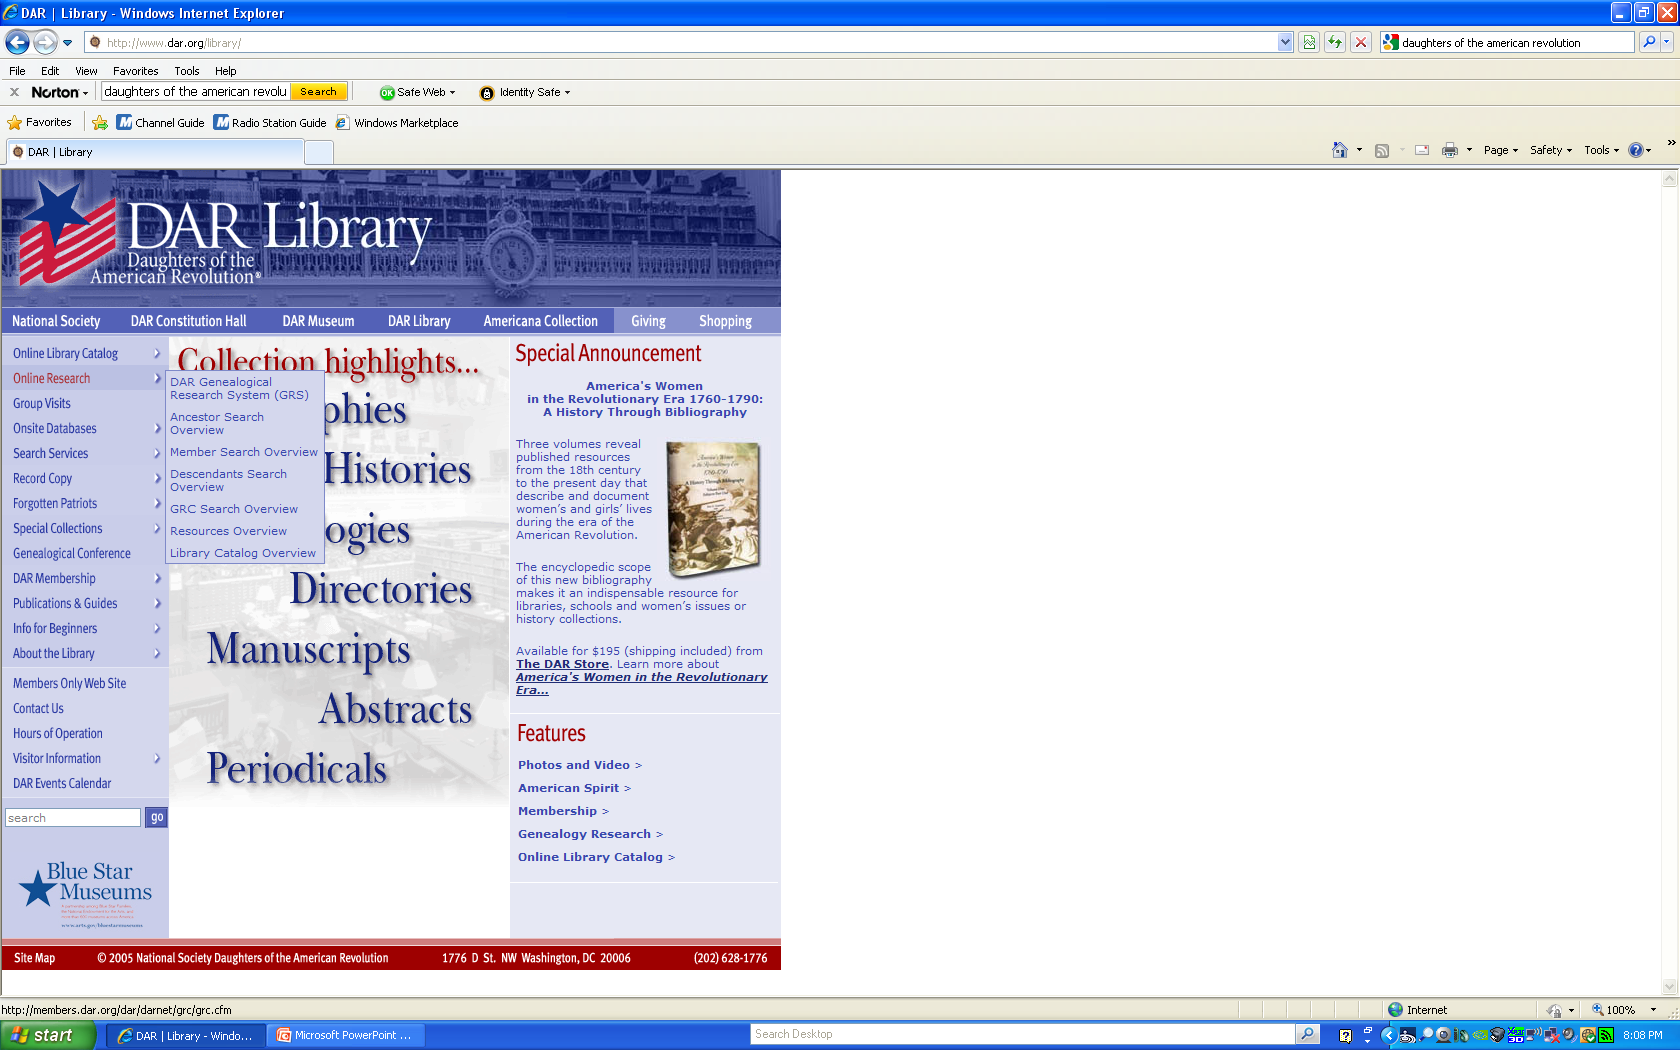 DAR | Library - Windows Internet Explorer
http://www.dar.org/library/
daughters of the american revolution
File Edit View Favorites Tools Help
x Norton daughters of the american revolu Search OK Safe Web Identity Safe
Favorites Channel Guide Radio Station Guide Windows Marketplace
DAR | Library
Page Safety Tools »
DAR Library
Daughters of the
American Revolution®
National Society DAR Constitution Hall DAR Museum DAR Library Americana Collection Giving Shopping
Online Library Catalog
Online Research
Group Visits
Onsite Databases
Search Services
Record Copy
Forgotten Patriots
Special Collections
Genealogical Conference
DAR Membership
Publications & Guides
Info for Beginners
About the Library
Members Only Web Site
Contact Us
Hours of Operation
Visitor Information
DAR Events Calendar
search go
Blue Star
Museums
www.arts.gov/bluestarmuseums
DAR Genealogical
Research System (GRS)
Ancestor Search
Overview
Member Search Overview
Descendants Search
Overview
GRC Search Overview
Resources Overview
Library Catalog Overview
Collection highlights...
phies
Histories
ogies
Directories
Manuscripts
Abstracts
Periodicals
Special Announcement
America's Women
in the Revolutionary Era 1760-1790:
A History Through Bibliography
Three volumes reveal
published resources
from the 18th century
to the present day that
describe and document
women's and girls' lives
during the era of the
American Revolution.
The encyclopedic scope
of this new bibliography
makes it an indispensable resource for
libraries, schools and women's issues or
history collections.
Available for $195 (shipping included) from
The DAR Store. Learn more about
America's Women in the Revolutionary
Era...
Features
Photos and Video >
American Spirit >
Membership >
Genealogy Research >
Online Library Catalog >
Site Map © 2005 National Society Daughters of the American Revolution 1776 D St. NW Washington, DC 20006 (202) 628-1776
http://members.dar.org/dar/darnet/grc/grc.cfm Internet 100%
start DAR | Library - Windo... Microsoft PowerPoint ... Search Desktop 8:08 PM